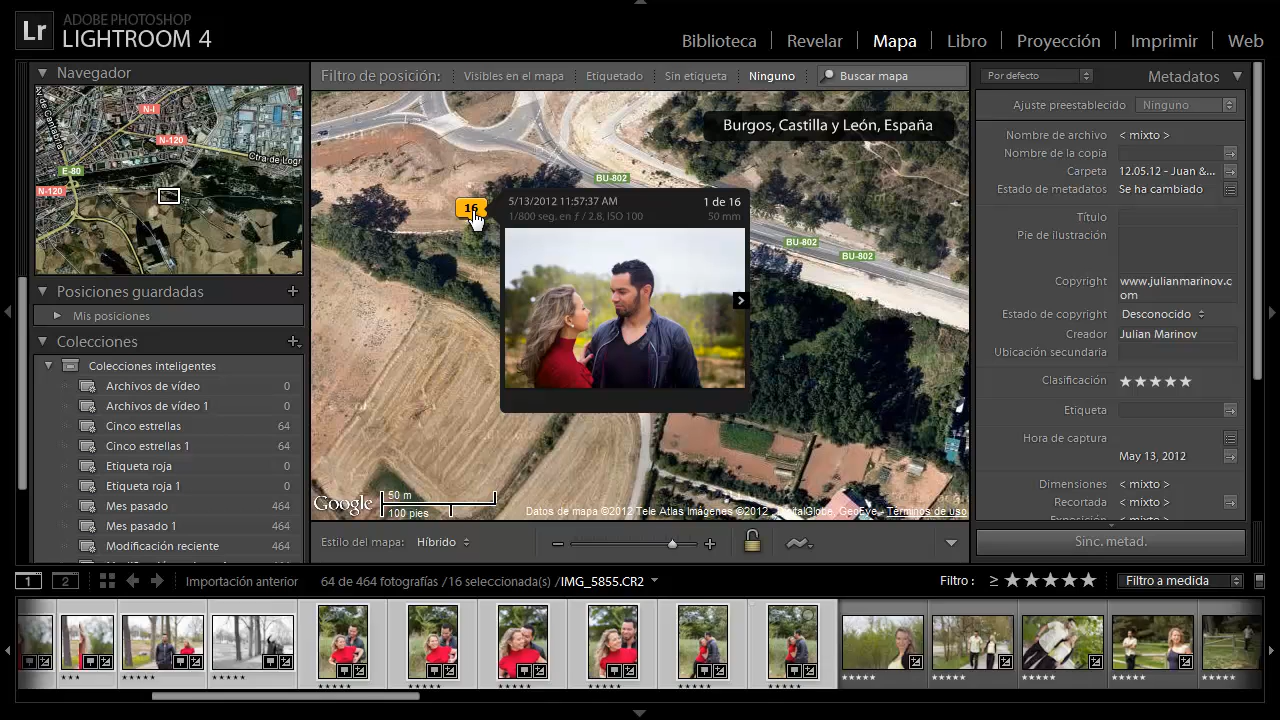 Lr
ADOBE PHOTOSHOP
LIGHTROOM 4
Biblioteca | Revelar | Mapa | Libro | Proyección | Imprimir | Web
Navegador
N-I
N-120
Ctra de Logr
E-80
N-120
Posiciones guardadas +
Mis posiciones
Colecciones +
Colecciones inteligentes
Archivos de vídeo 0
Archivos de vídeo 1 0
Cinco estrellas 64
Cinco estrellas 1 64
Etiqueta roja 0
Etiqueta roja 1 0
Mes pasado 464
Mes pasado 1 464
Modificación reciente 464
Filtro de posición: Visibles en el mapa Etiquetado Sin etiqueta Ninguno Buscar mapa
Burgos, Castilla y León, España
BU-802
16
5/13/2012 11:57:37 AM 1 de 16
1/800 seg. en ƒ / 2.8, ISO 100 50 mm
BU-802
BU-802
Google
50 m
100 pies
Datos de mapa ©2012 Tele Atlas Imágenes ©2012 , DigitalGlobe, GeoEye - Términos de uso
Estilo del mapa: Híbrido
Por defecto Metadatos
Ajuste preestablecido Ninguno
Nombre de archivo < mixto >
Nombre de la copia
Carpeta 12.05.12 - Juan &...
Estado de metadatos Se ha cambiado
Título
Pie de ilustración
Copyright www.julianmarinov.c
om
Estado de copyright Desconocido
Creador Julian Marinov
Ubicación secundaria
Clasificación ★★★★★
Etiqueta
Hora de captura
May 13, 2012
Dimensiones < mixto >
Recortada < mixto >
Exposición < mixto >
Sinc. metad.
1 2 Importación anterior 64 de 464 fotografías / 16 seleccionada(s) / IMG_5855.CR2 Filtro : ≥ ★★★★★ Filtro a medida